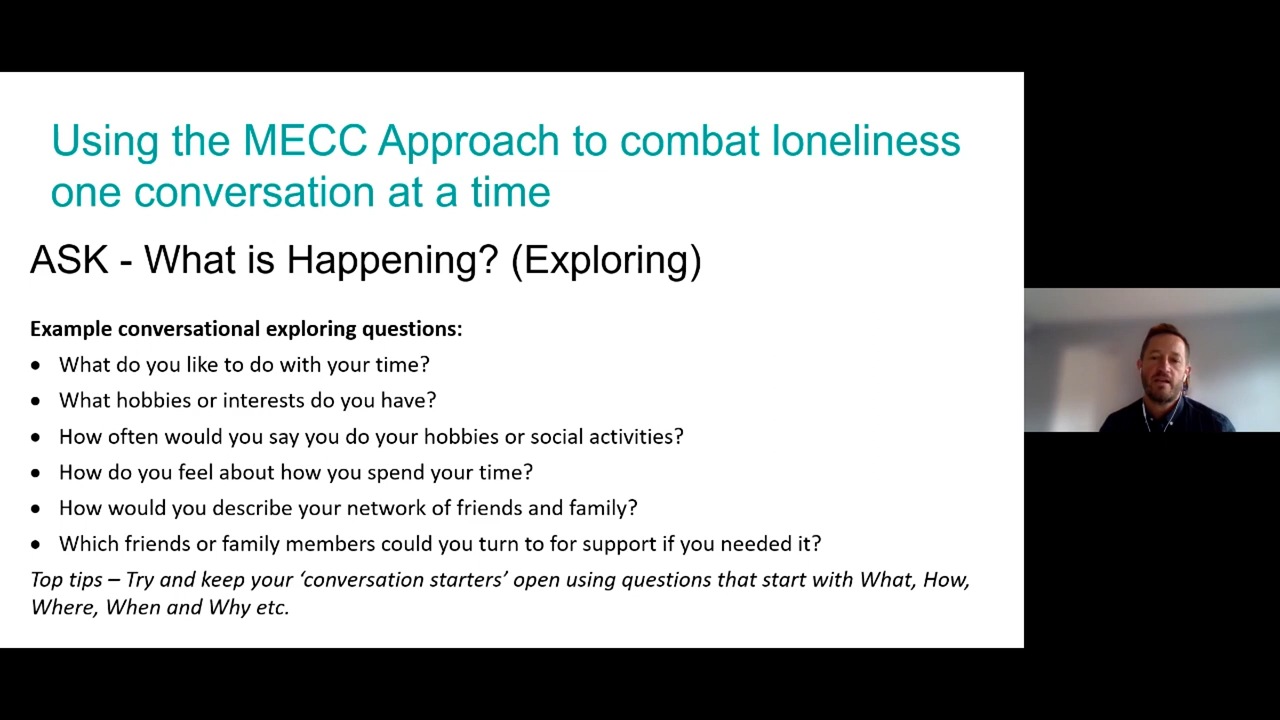 Using the MECC Approach to combat loneliness
one conversation at a time
ASK - What is Happening? (Exploring)
Example conversational exploring questions:
• What do you like to do with your time?
• What hobbies or interests do you have?
• How often would you say you do your hobbies or social activities?
• How do you feel about how you spend your time?
• How would you describe your network of friends and family?
• Which friends or family members could you turn to for support if you needed it?
Top tips – Try and keep your ‘conversation starters’ open using questions that start with What, How,
Where, When and Why etc.